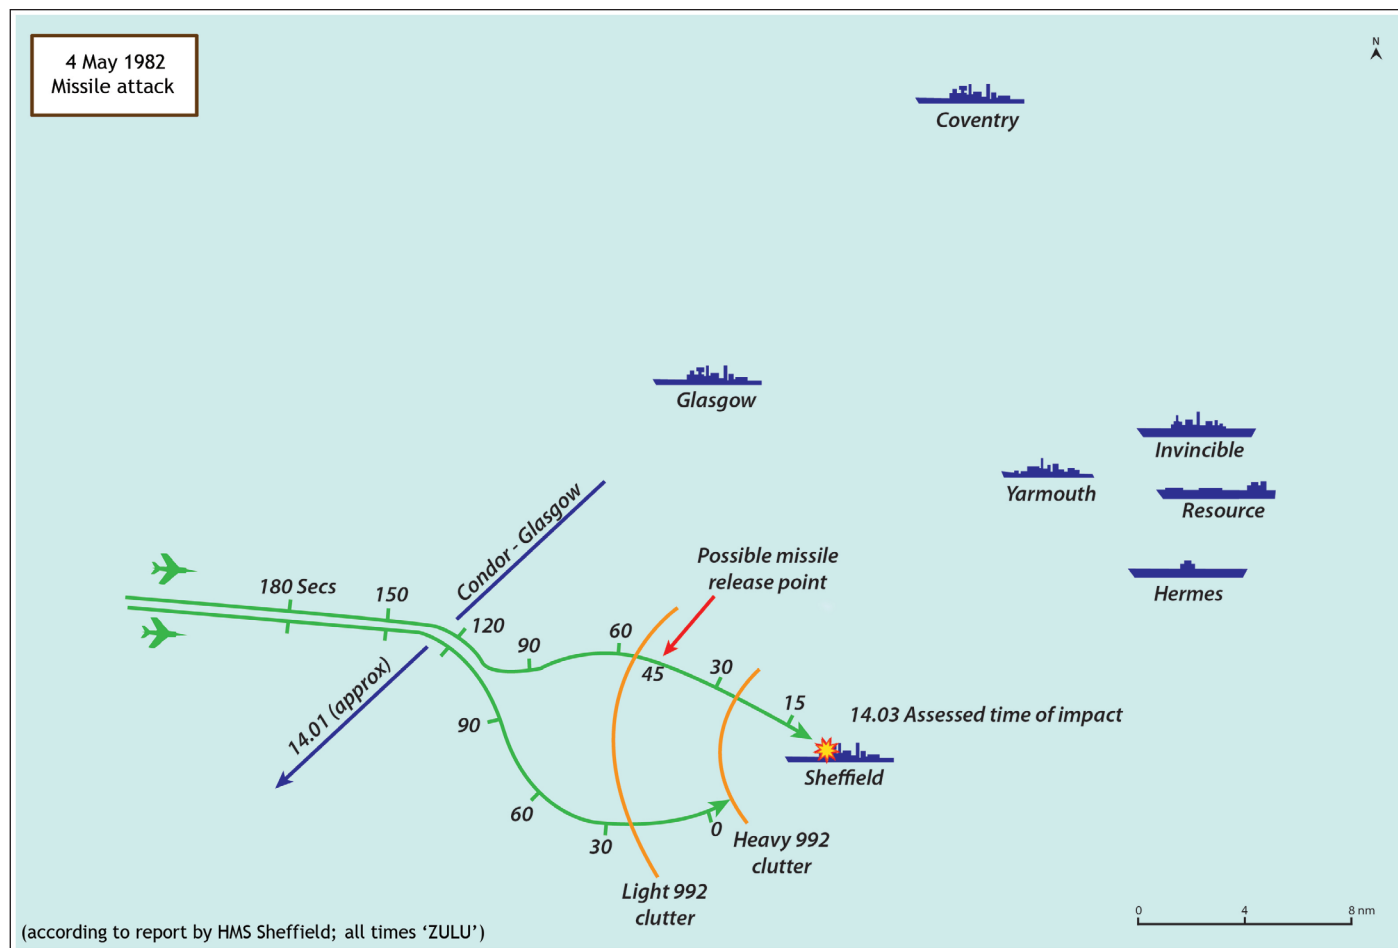 4 May 1982
Missile attack
N
Coventry
Glasgow
Invincible
Yarmouth
Resource
Hermes
Condor - Glasgow
14.01 (approx)
Possible missile
release point
180 Secs
150
120
90
60
45
30
15
14.03 Assessed time of impact
Sheffield
90
60
30
0
Heavy 992
clutter
Light 992
clutter
0
4
8 nm
(according to report by HMS Sheffield; all times ‘ZULU’)